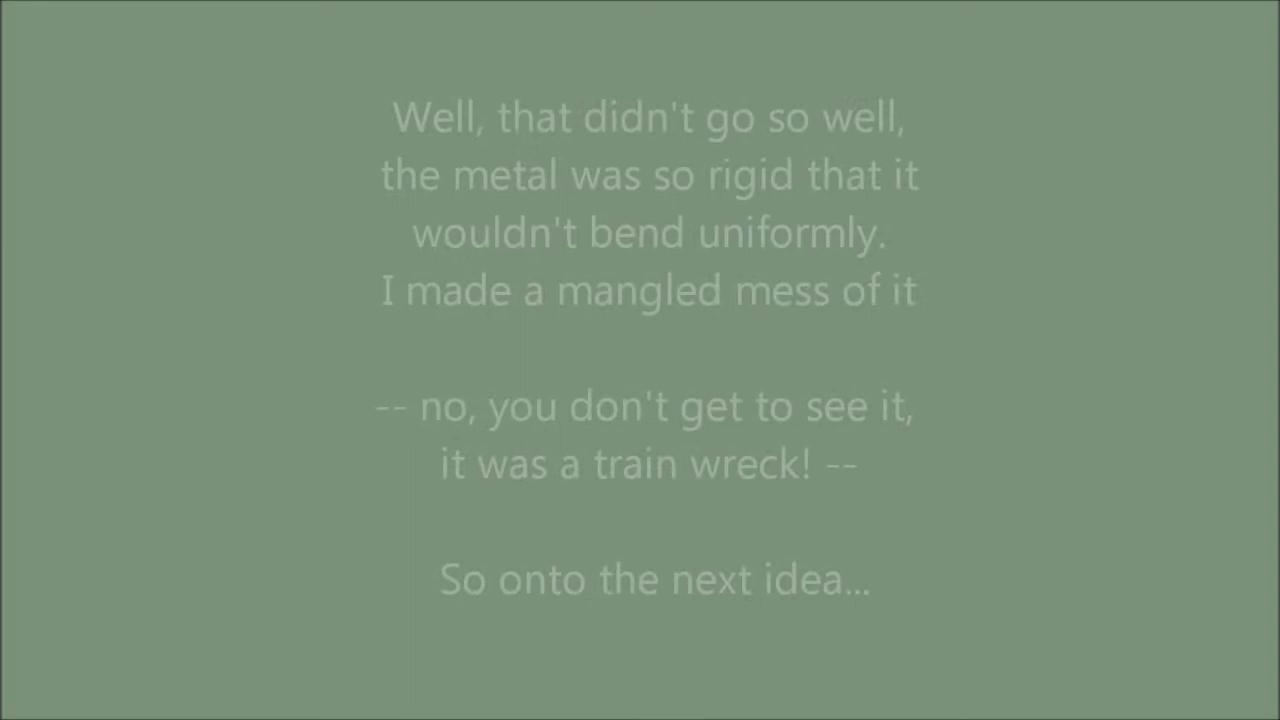 Well, that didn't go so well,
the metal was so rigid that it
wouldn't bend uniformly.
I made a mangled mess of it
-- no, you don't get to see it,
it was a train wreck! --
So onto the next idea...